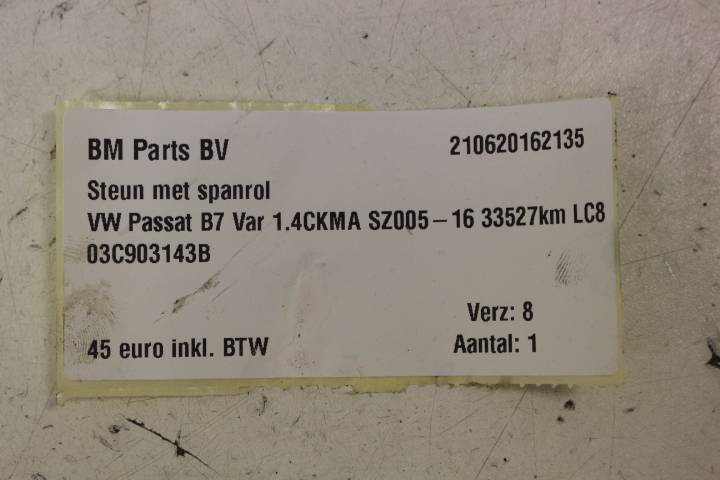 BM Parts BV 210620162135
Steun met spanrol
VW Passat B7 Var 1.4CKMA SZ005-16 33527km LC8
03C903143B
Verz: 8
45 euro inkl. BTW Aantal: 1